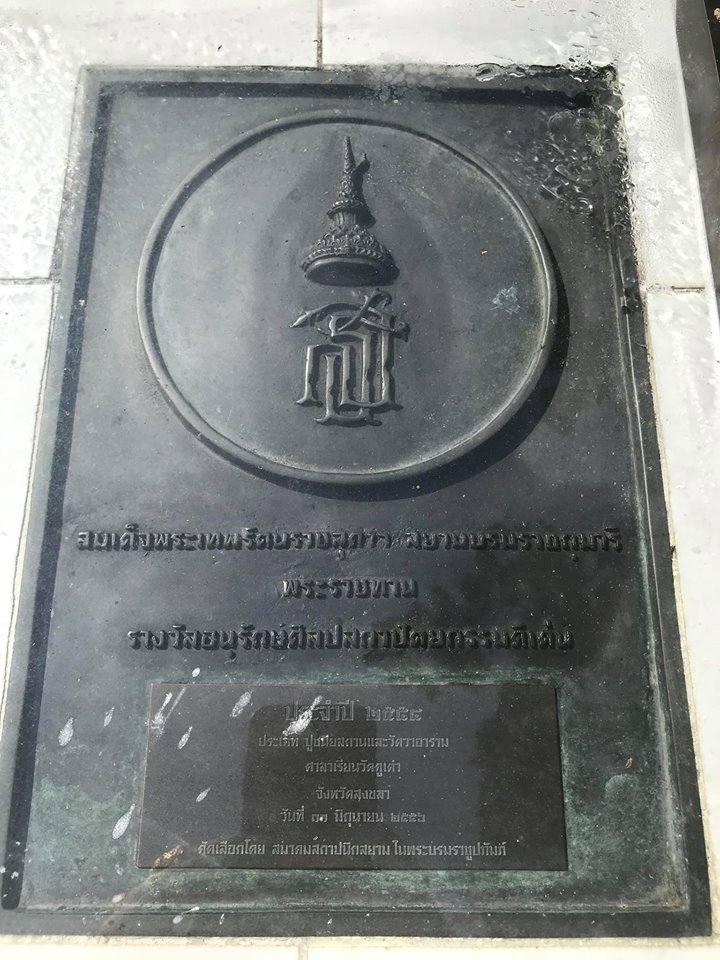 สมเด็จพระเทพรัตนราชสุดาฯ สยามบรมราชกุมารี
พระราชทาน
รางวัลอนุรักษ์ศิลปสถาปัตยกรรมดีเด่น
ประจำปี ๒๕๕๔
ประเภท ปูชนียสถานและวัดวาอาราม
ศาลาเรียนวัดคูเต่า
จังหวัดสงขลา
วันที่ ๑๑ มิถุนายน ๒๕๕๖
คัดเลือกโดย สมาคมสถาปนิกสยาม ในพระบรมราชูปถัมภ์